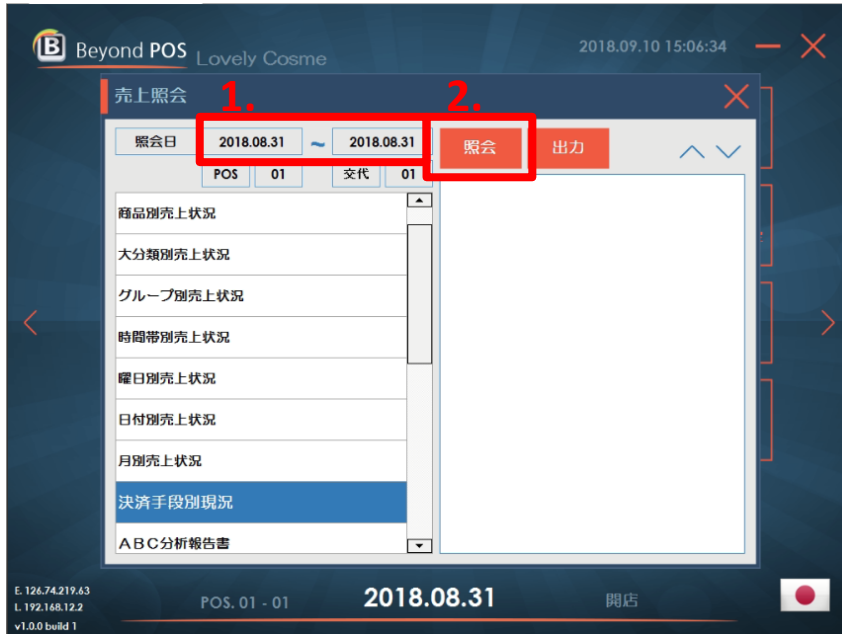 B Beyond POS Lovely Cosme 2018.09.10 15:06:34
売上照会
1. 2.
照会日 2018.08.31 ~ 2018.08.31 照会 出力
POS 01 交代 01
商品別売上状況
大分類別売上状況
グループ別売上状況
時間帯別売上状況
曜日別売上状況
日付別売上状況
月別売上状況
決済手段別現況
ABC分析報告書
E. 126.74.219.63
L. 192.168.12.2
v1.0.0 build 1
POS. 01 - 01 2018.08.31 開店